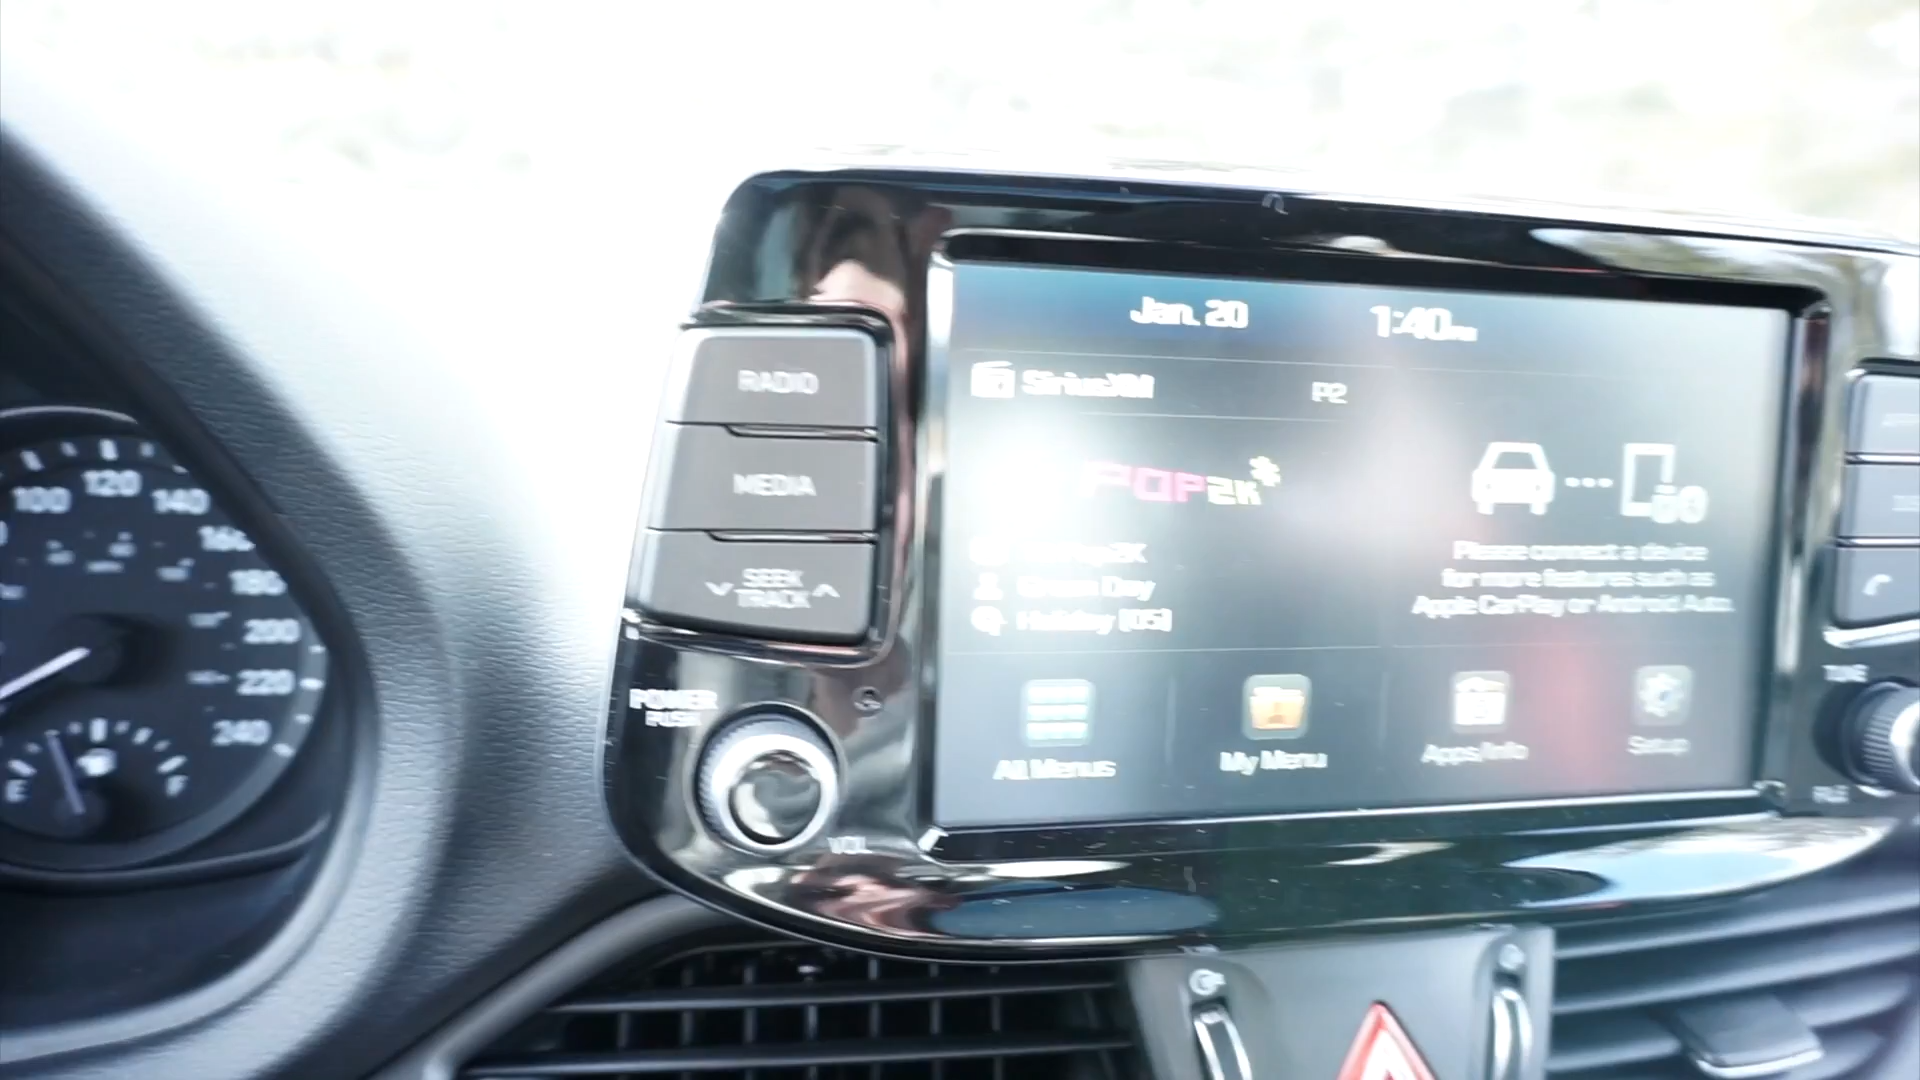 Jan. 20 1:40
SiriusXM P2
POP2K
Green Day
Holiday [05]
Please connect a device
for more features such as
Apple CarPlay or Android Auto.
All Menus
My Menu
Apps/Info
Setup
RADIO
MEDIA
SEEK
TRACK
POWER
PUSH
VOL
TUNE
FILE
100
120
140
160
180
200
220
240
E
F